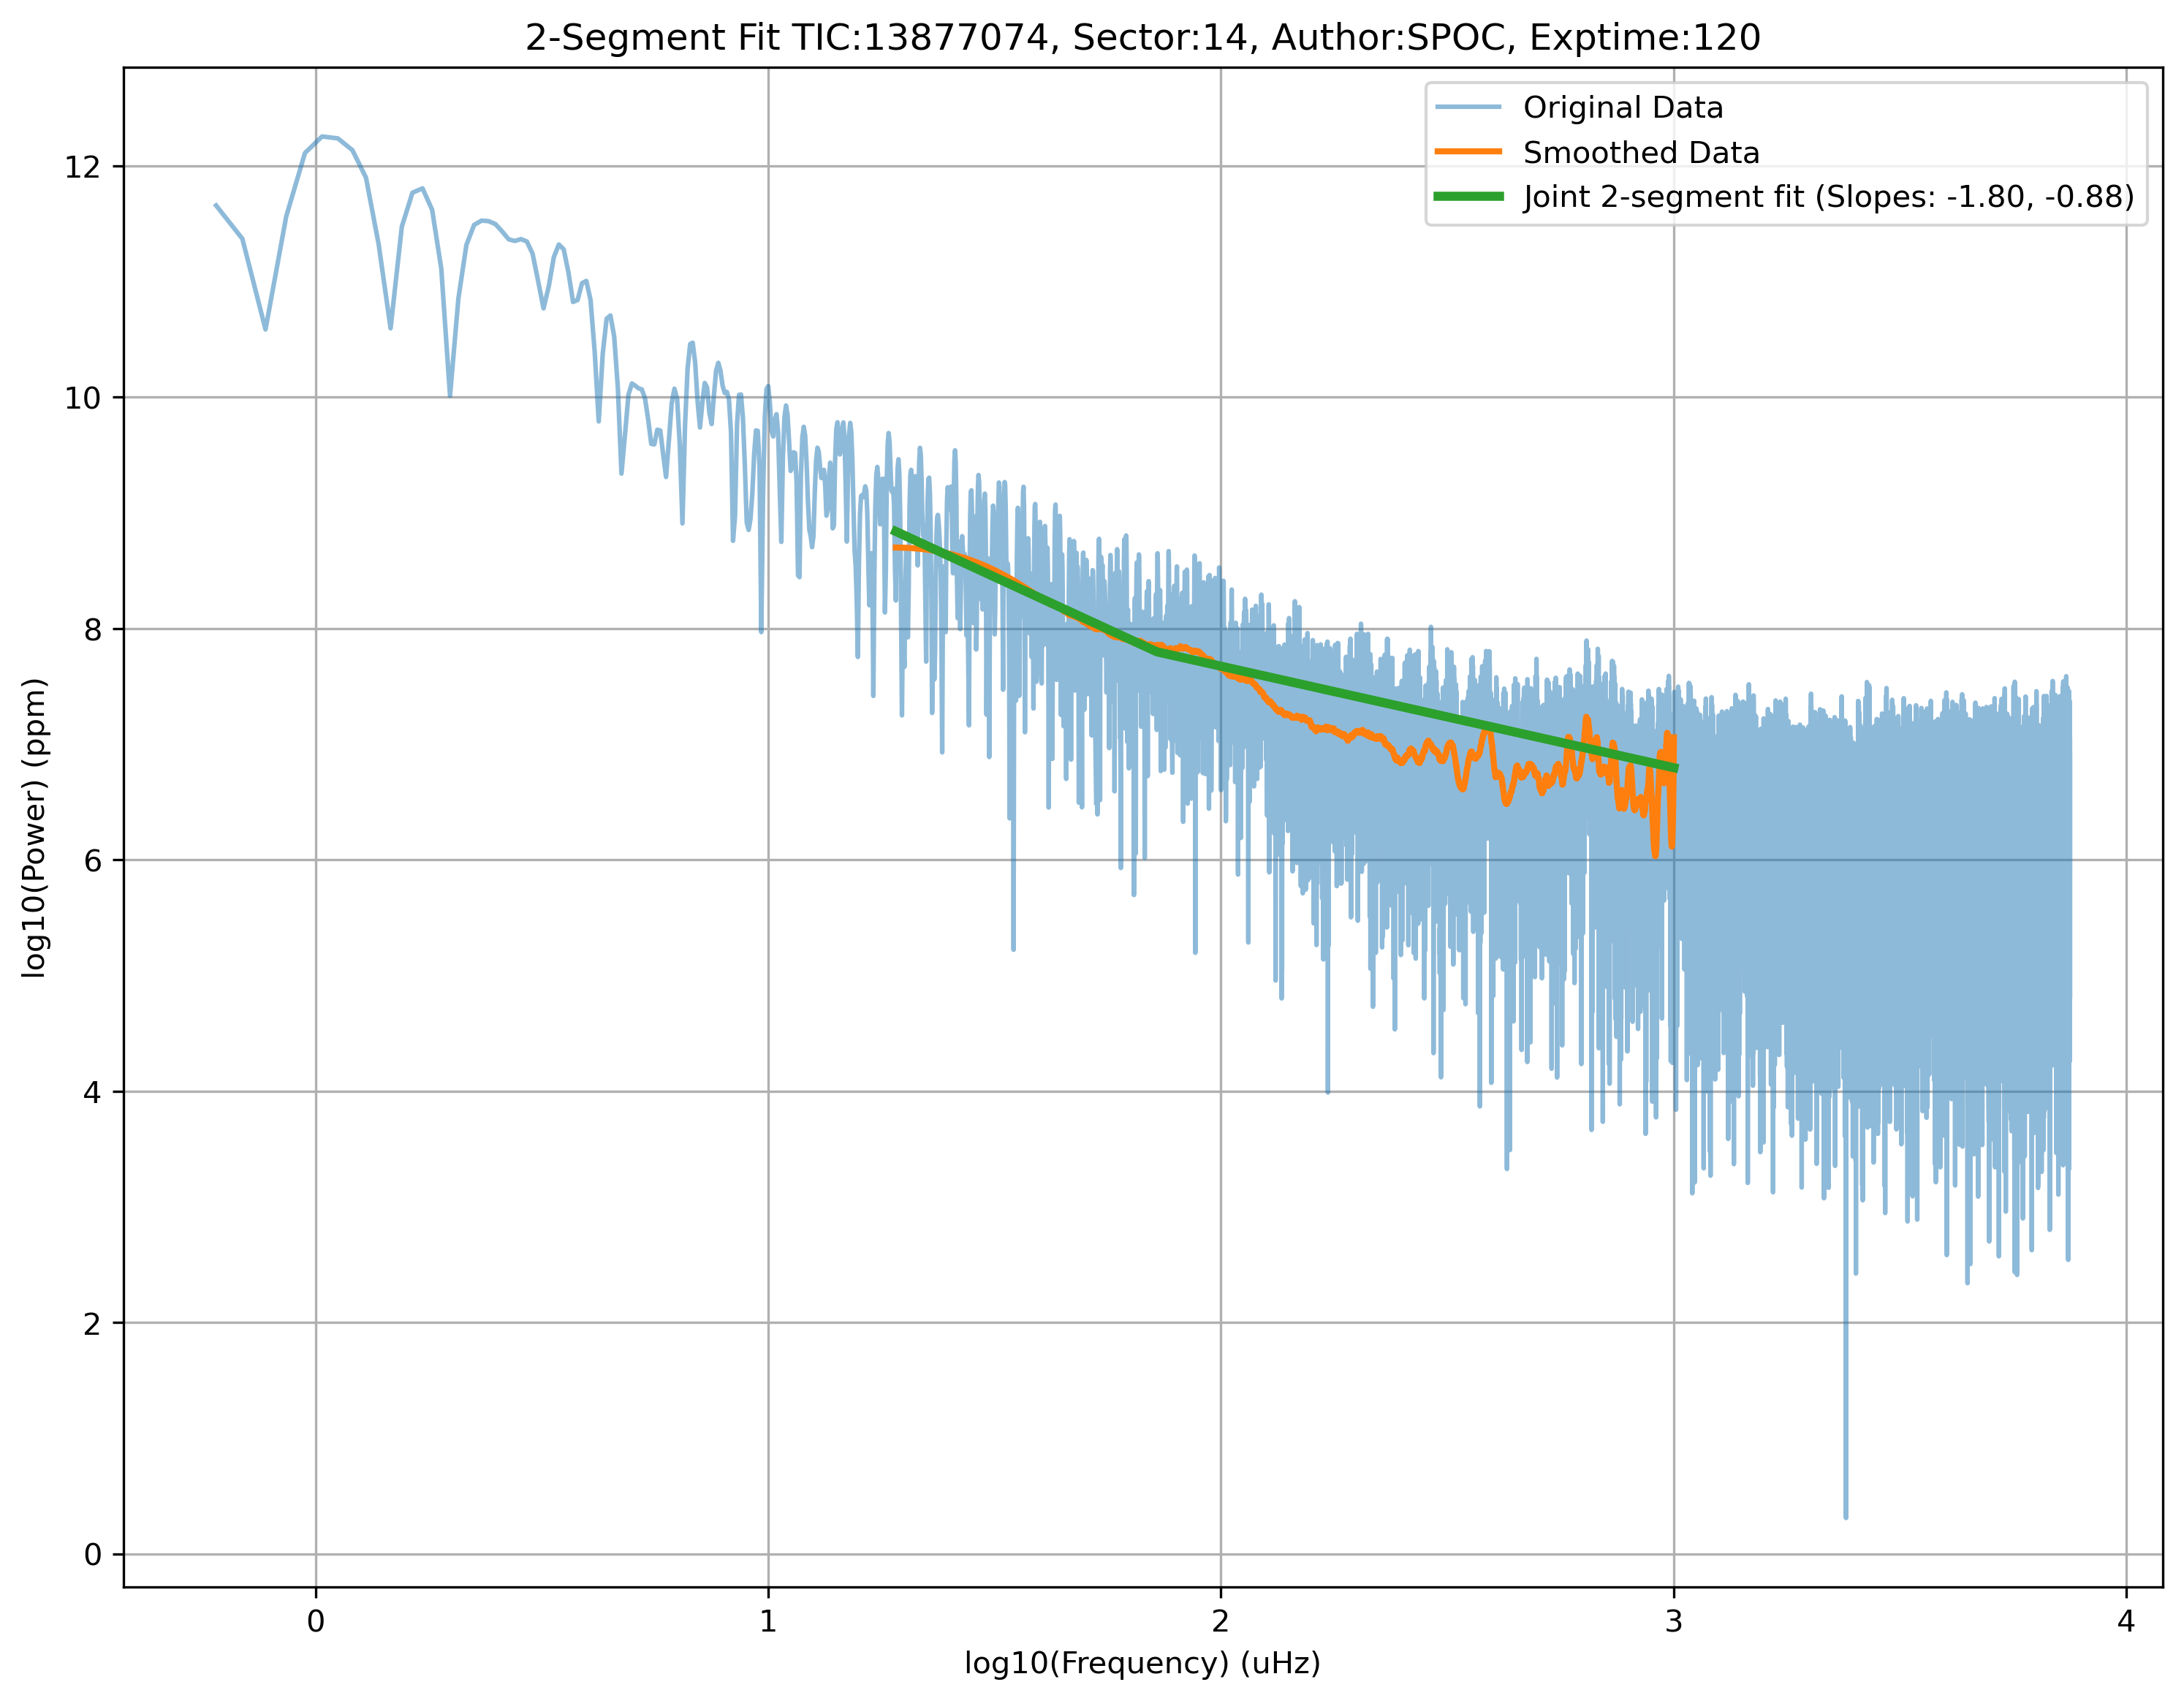 2-Segment Fit TIC:13877074, Sector:14, Author:SPOC, Exptime:120
Original Data
Smoothed Data
Joint 2-segment fit (Slopes: -1.80, -0.88)
log10(Power) (ppm)
12
10
8
6
4
2
0
0 1 2 3 4
log10(Frequency) (uHz)